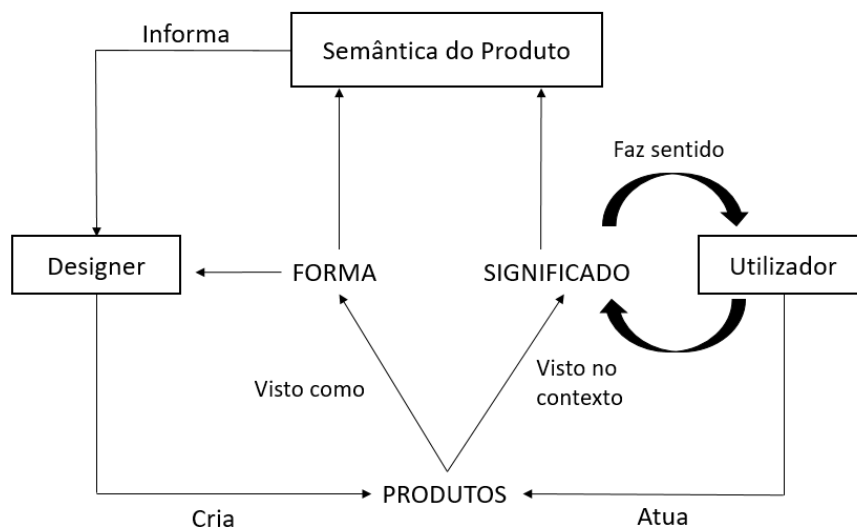 Informa
Semântica do Produto
Faz sentido
Designer
FORMA
SIGNIFICADO
Utilizador
Visto como
Visto no
contexto
PRODUTOS
Cria
Atua